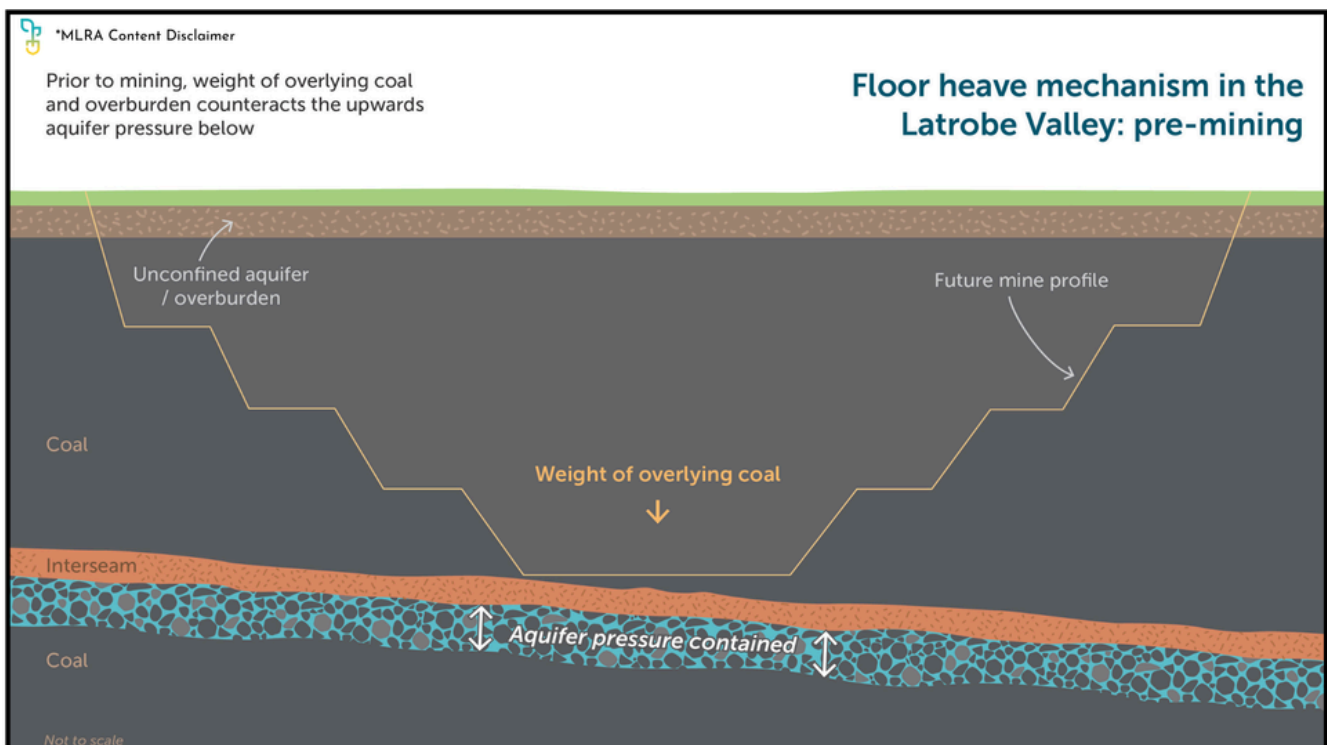 *MLRA Content Disclaimer
Prior to mining, weight of overlying coal
and overburden counteracts the upwards
aquifer pressure below
Floor heave mechanism in the
Latrobe Valley: pre-mining
Unconfined aquifer
/ overburden
Future mine profile
Coal
Weight of overlying coal
Interseam
Aquifer pressure contained
Coal
Not to scale